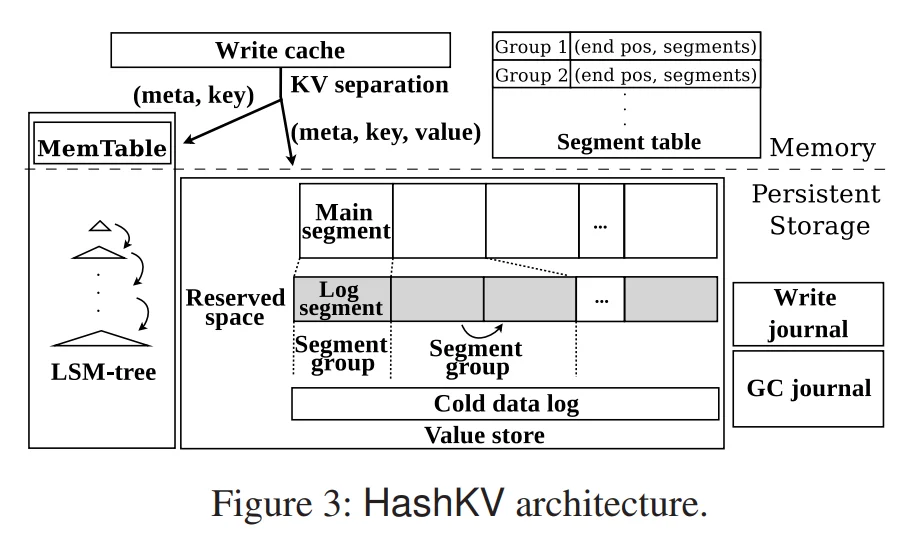 Write cache
KV separation
(meta, key)
(meta, key, value)
Group 1 (end pos, segments)
Group 2 (end pos, segments)
.
.
.
Segment table
Memory
MemTable
Persistent
Storage
.
.
.
LSM-tree
Main
segment
...
Reserved
space
Log
segment
...
Segment
group
Segment
group
Cold data log
Value store
Write
journal
GC journal
Figure 3: HashKV architecture.